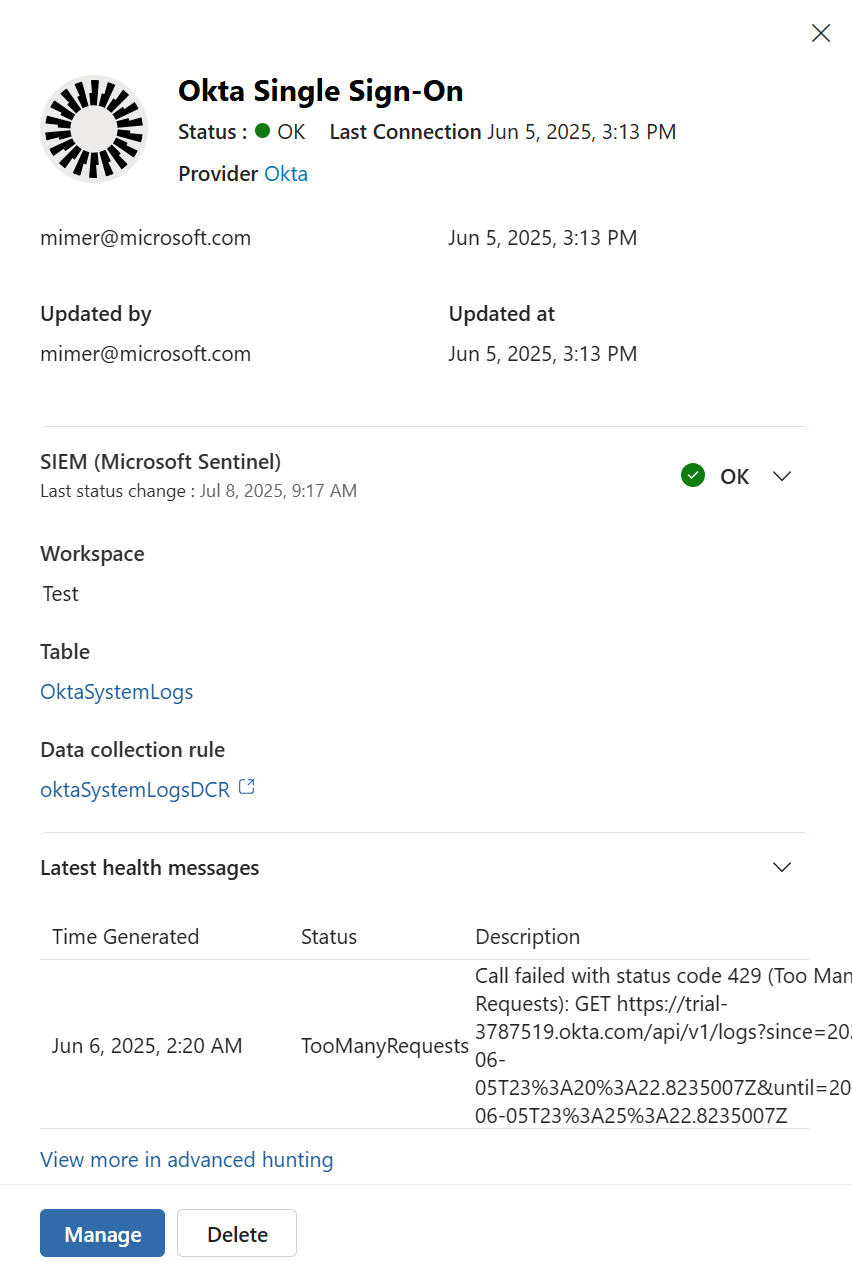 Okta Single Sign-On
Status : OK Last Connection Jun 5, 2025, 3:13 PM
Provider Okta
mimer@microsoft.com Jun 5, 2025, 3:13 PM
Updated by Updated at
mimer@microsoft.com Jun 5, 2025, 3:13 PM
SIEM (Microsoft Sentinel)
OK
Last status change : Jul 8, 2025, 9:17 AM
Workspace
Test
Table
OktaSystemLogs
Data collection rule
oktaSystemLogsDCR
Latest health messages
Time Generated Status Description
Jun 6, 2025, 2:20 AM TooManyRequests
Call failed with status code 429 (Too Man
Requests): GET https://trial-
3787519.okta.com/api/v1/logs?since=202
06-
05T23%3A20%3A22.8235007Z&until=20
06-05T23%3A25%3A22.8235007Z
View more in advanced hunting
Manage Delete